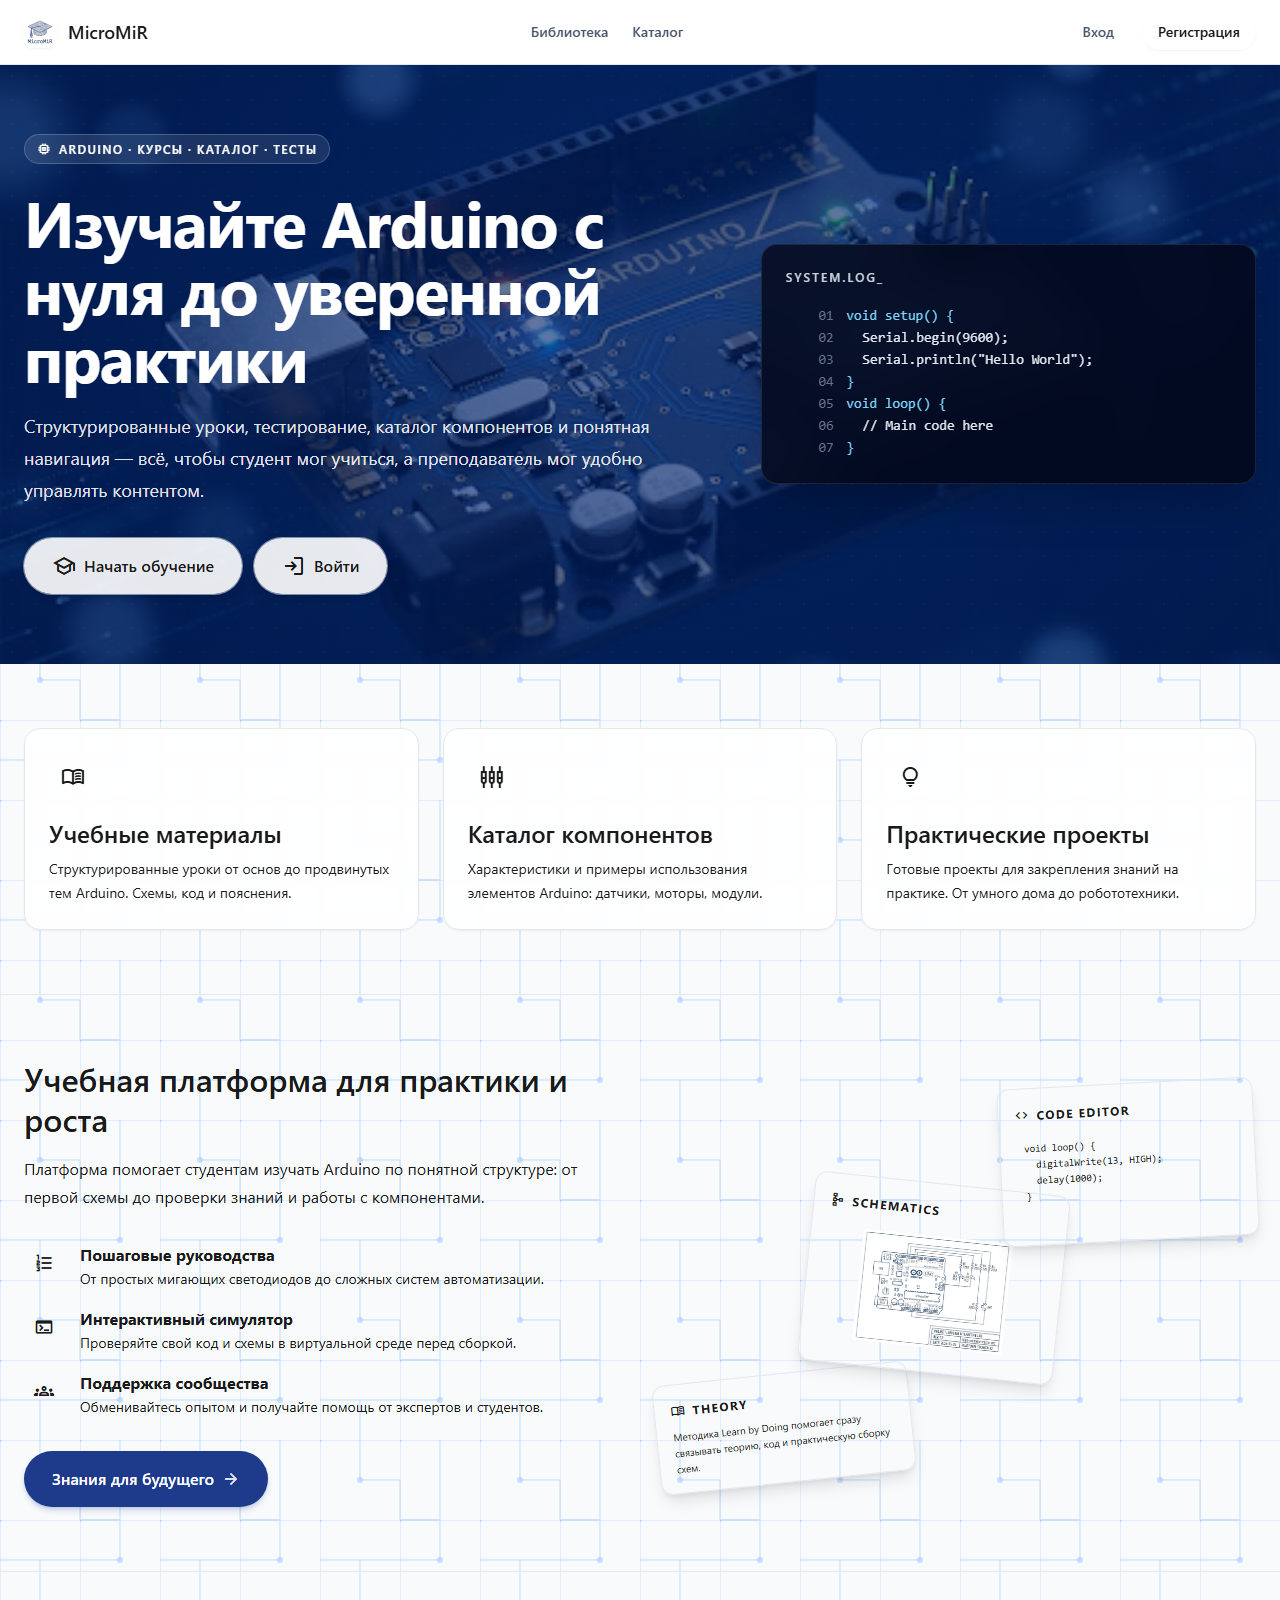 MicroMiR
Библиотека
Каталог
Вход
Регистрация
ARDUINO · КУРСЫ · КАТАЛОГ · ТЕСТЫ
Изучайте Arduino с
нуля до уверенной
практики
Структурированные уроки, тестирование, каталог компонентов и понятная
навигация — всё, чтобы студент мог учиться, а преподаватель мог удобно
управлять контентом.
Начать обучение
Войти
ARDUINO
SYSTEM.LOG_
01 void setup() {
02 Serial.begin(9600);
03 Serial.println("Hello World");
04 }
05 void loop() {
06 // Main code here
07 }
Учебные материалы
Структурированные уроки от основ до продвинутых
тем Arduino. Схемы, код и пояснения.
Каталог компонентов
Характеристики и примеры использования
элементов Arduino: датчики, моторы, модули.
Практические проекты
Готовые проекты для закрепления знаний на
практике. От умного дома до робототехники.
Учебная платформа для практики и
роста
Платформа помогает студентам изучать Arduino по понятной структуре: от
первой схемы до проверки знаний и работы с компонентами.
Пошаговые руководства
От простых мигающих светодиодов до сложных систем автоматизации.
Интерактивный симулятор
Проверяйте свой код и схемы в виртуальной среде перед сборкой.
Поддержка сообщества
Обменивайтесь опытом и получайте помощь от экспертов и студентов.
Знания для будущего
CODE EDITOR
void loop() {
digitalWrite(13, HIGH);
delay(1000);
}
SCHEMATICS
THEORY
Методика Learn by Doing помогает сразу
связывать теорию, код и практическую сборку
схем.